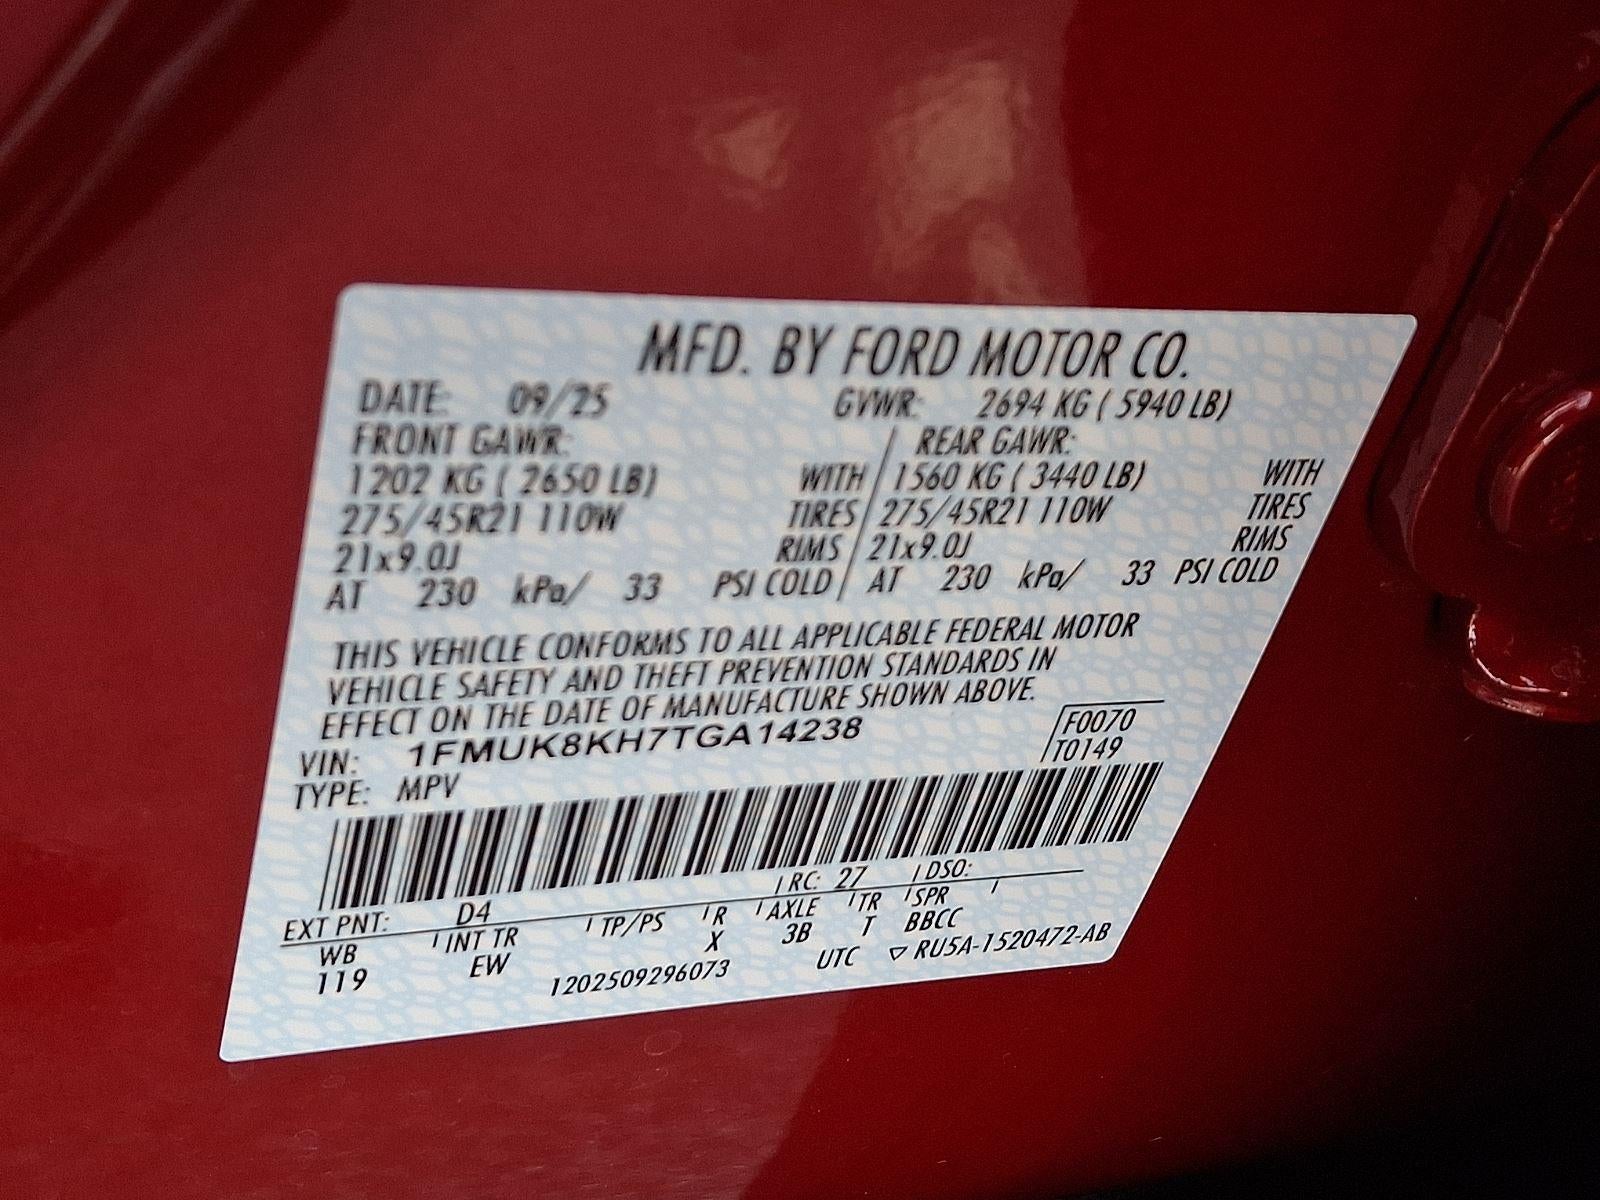 MFD. BY FORD MOTOR CO.
DATE: 09/25 GVWR: 2694 KG ( 5940 LB)
FRONT GAWR: REAR GAWR:
1202 KG ( 2650 LB) WITH 1560 KG ( 3440 LB) WITH
275/45R21 110W TIRES 275/45R21 110W TIRES
21x9.0J RIMS 21x9.0J RIMS
AT 230 kPa/ 33 PSI COLD AT 230 kPa/ 33 PSI COLD
THIS VEHICLE CONFORMS TO ALL APPLICABLE FEDERAL MOTOR
VEHICLE SAFETY AND THEFT PREVENTION STANDARDS IN
EFFECT ON THE DATE OF MANUFACTURE SHOWN ABOVE.
VIN: 1FMUK8KH7TGA14238 F0070
TYPE: MPV T0149
EXT PNT: D4 RC: 27 DSO:
WB INT TR TP/PS R AXLE TR SPR
119 EW X 3B T BBCC
1202509296073 UTC ▽ RU5A-1520472-AB